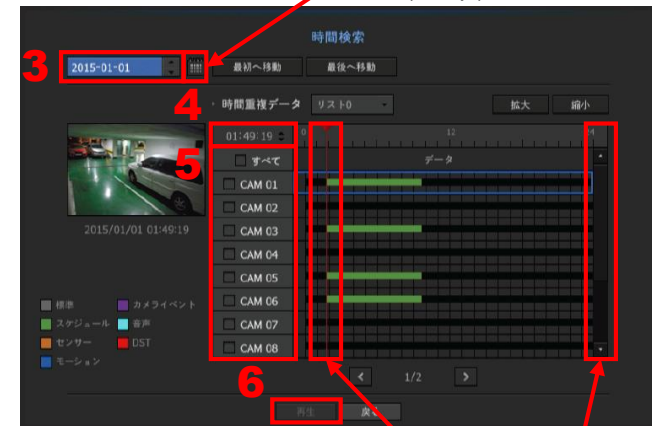 時間検索
3 2015-01-01 最初へ移動 最後へ移動
4 ・時間重複データ リスト0 拡大 縮小
01:49:19 0 12 24
5 すべて データ
CAM 01
CAM 02
2015/01/01 01:49:19 CAM 03
CAM 04
CAM 05
標準 カメライベント CAM 06
スケジュール 音声 CAM 07
センサー DST CAM 08
モーション
6 < 1/2 >
再生 戻る